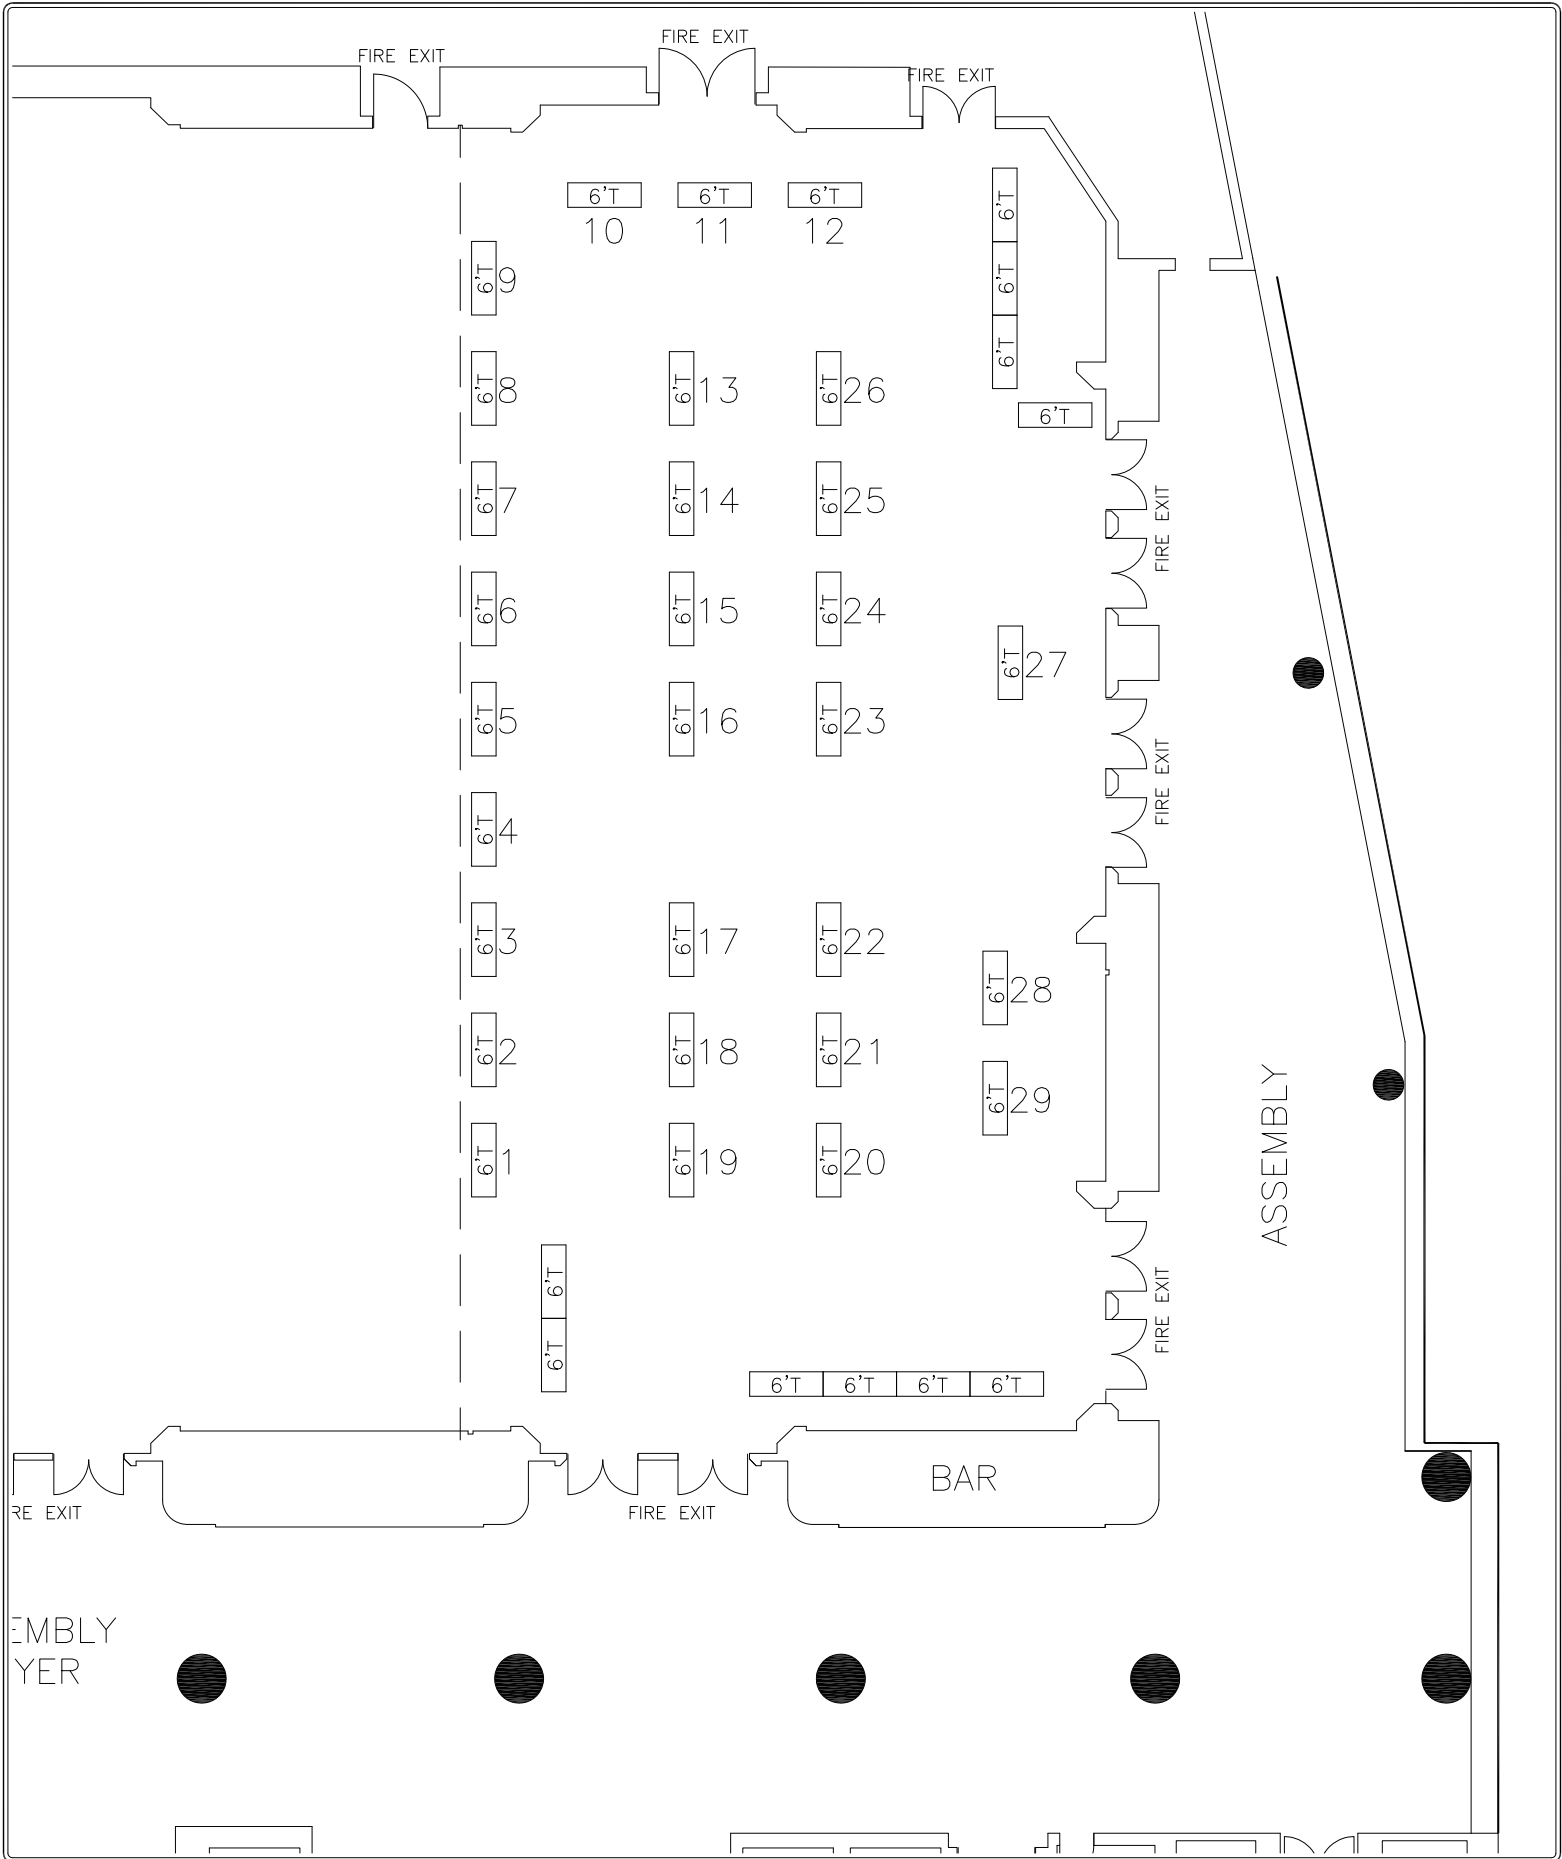 FIRE EXIT
FIRE EXIT
FIRE EXIT
6'T 6'T 6'T 6'T
10 11 12
6'T 9 6'T
6'T
6'T 8 6'T 13 6'T 26
6'T
6'T 7 6'T 14 6'T 25
FIRE EXIT
6'T 6 6'T 15 6'T 24
6'T 27
6'T 5 6'T 16 6'T 23
FIRE EXIT
6'T 4
6'T 3 6'T 17 6'T 22
6'T 28
6'T 2 6'T 18 6'T 21
6'T 29
6'T 1 6'T 19 6'T 20
ASSEMBLY
6'T
FIRE EXIT
6'T
6'T 6'T 6'T 6'T
BAR
RE EXIT
FIRE EXIT
EMBLY
YER